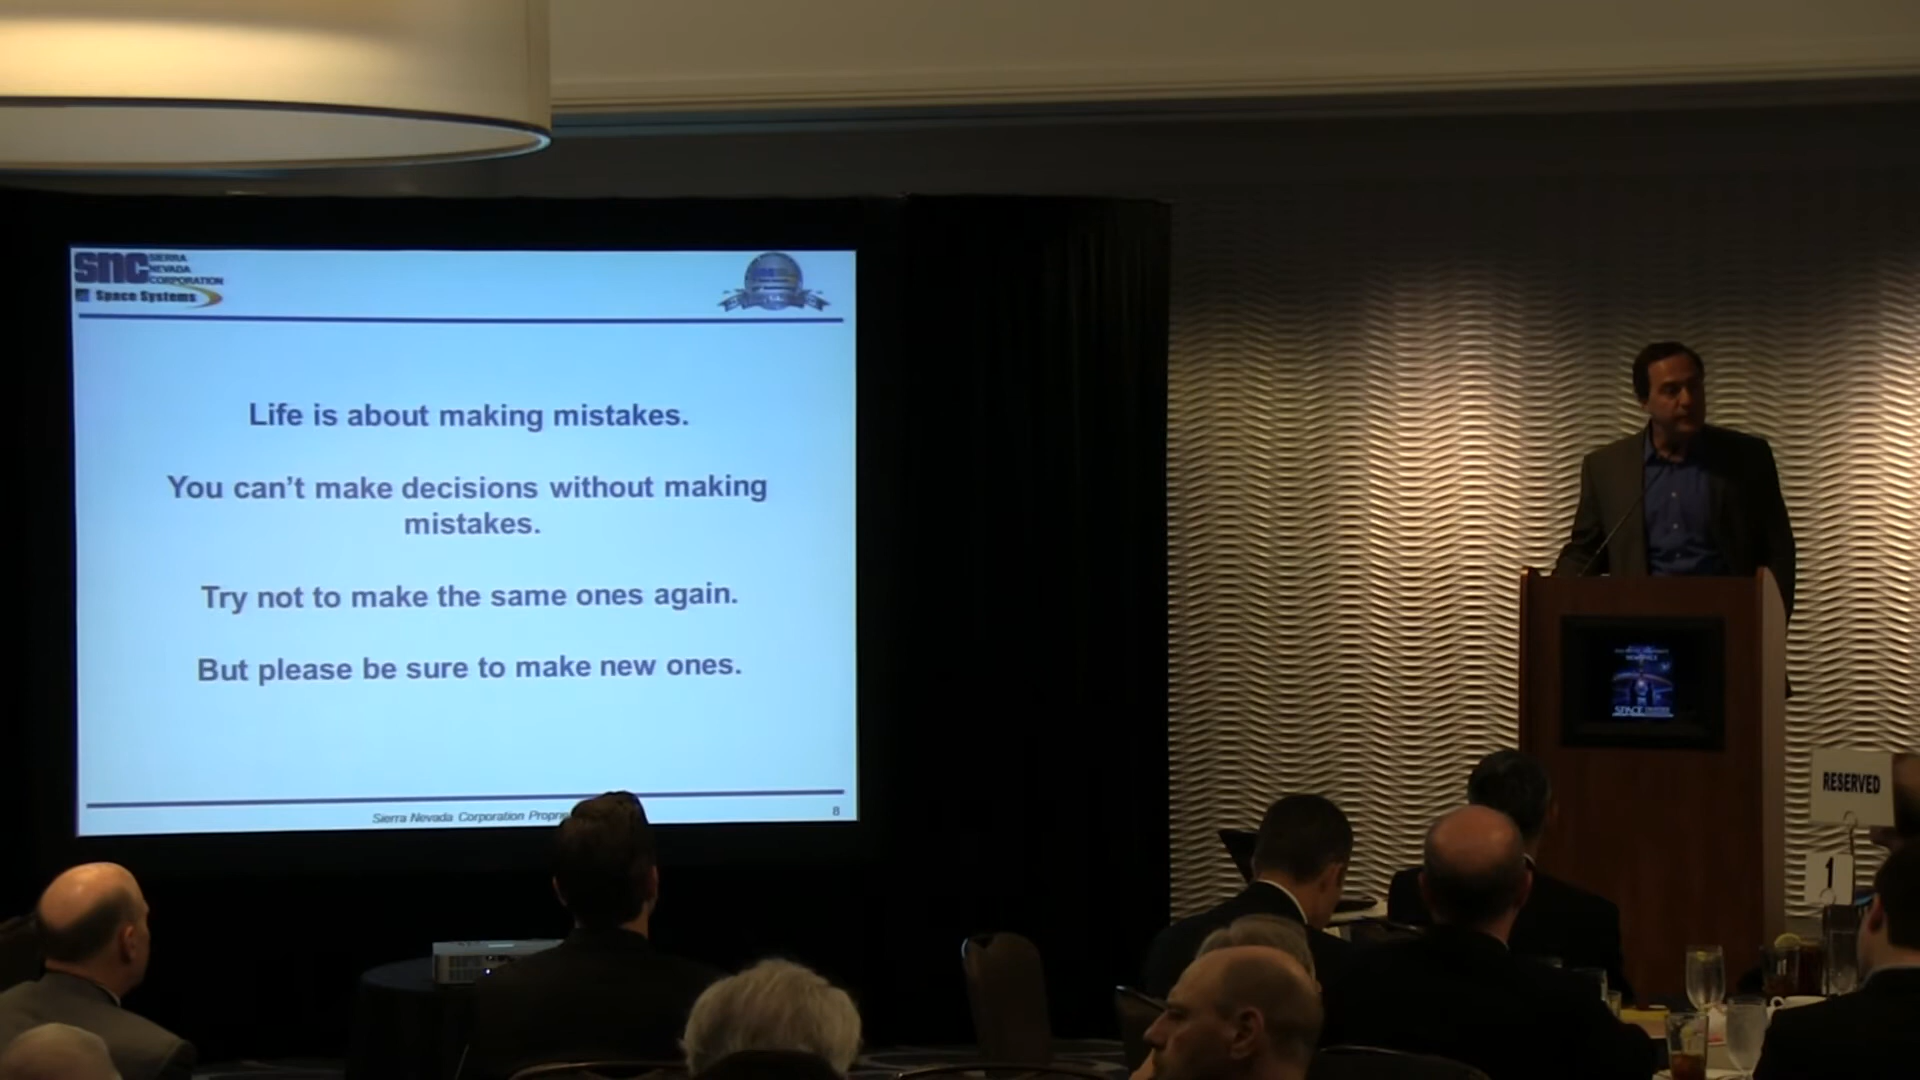 snc SIERRA
NEVADA
CORPORATION
Space Systems
Life is about making mistakes.
You can't make decisions without making
mistakes.
Try not to make the same ones again.
But please be sure to make new ones.
Sierra Nevada Corporation
8
SPACE
RESERVED
1